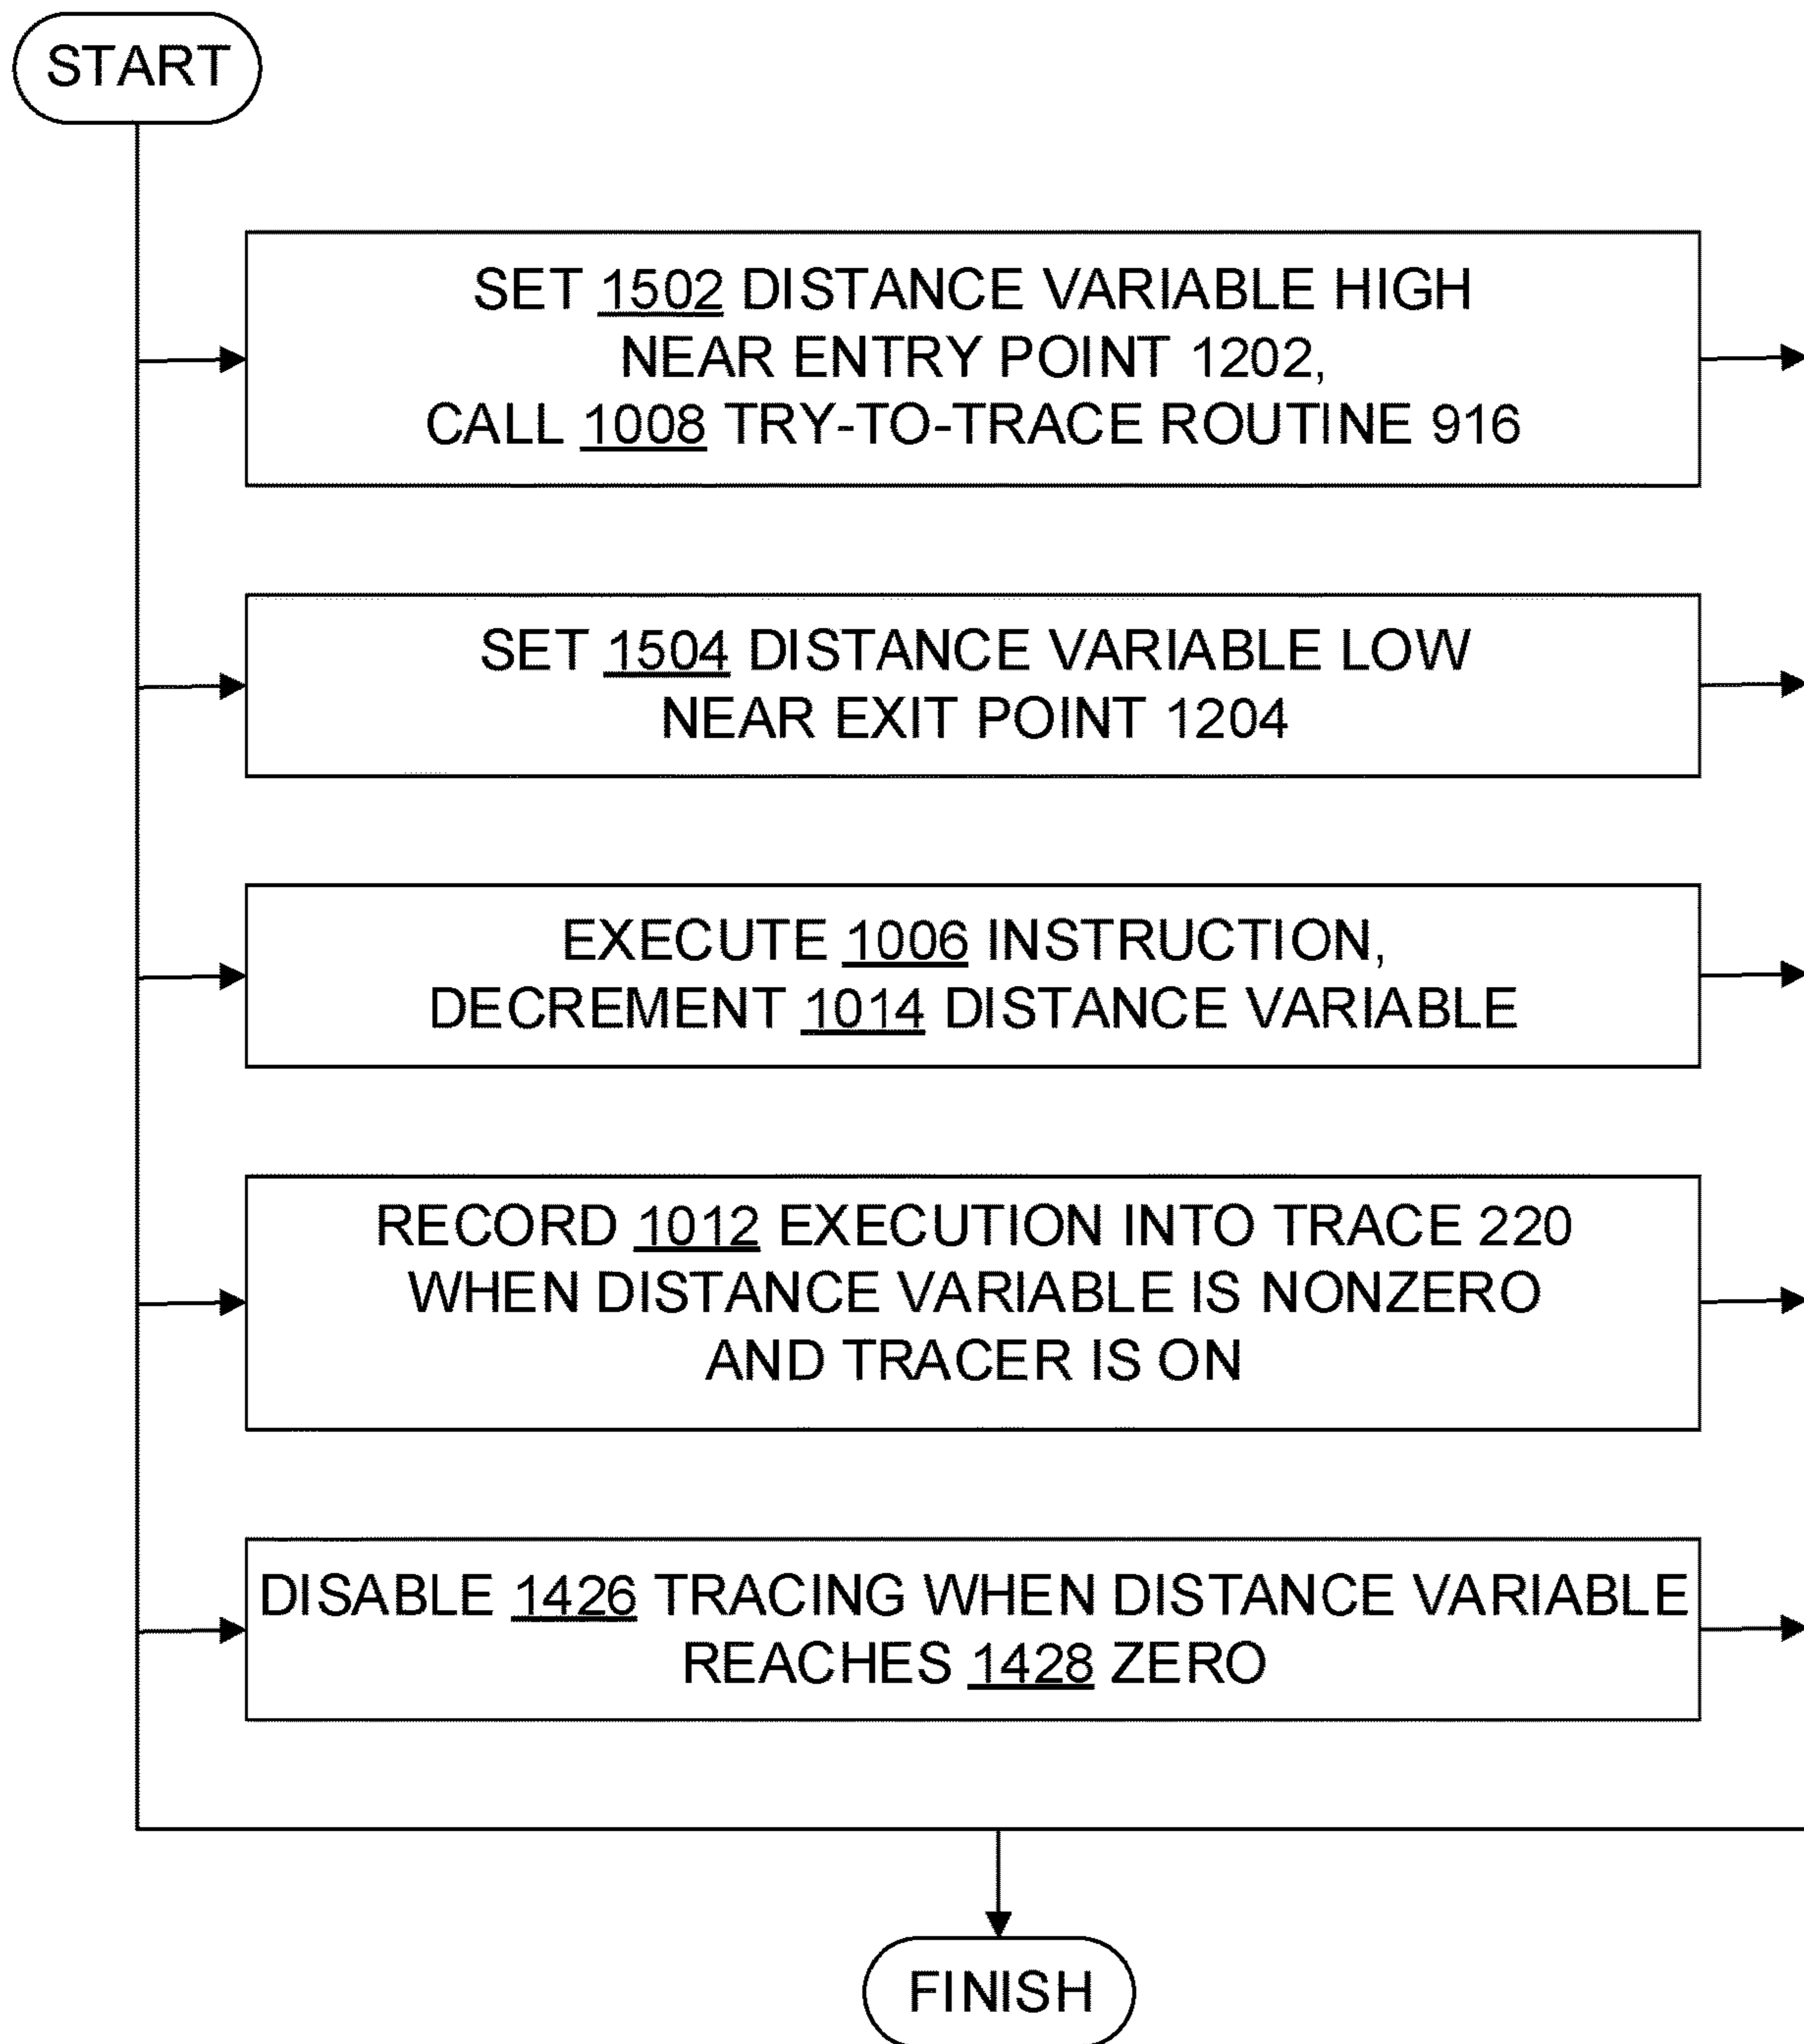 START
SET 1502 DISTANCE VARIABLE HIGH
NEAR ENTRY POINT 1202,
CALL 1008 TRY-TO-TRACE ROUTINE 916
SET 1504 DISTANCE VARIABLE LOW
NEAR EXIT POINT 1204
EXECUTE 1006 INSTRUCTION,
DECREMENT 1014 DISTANCE VARIABLE
RECORD 1012 EXECUTION INTO TRACE 220
WHEN DISTANCE VARIABLE IS NONZERO
AND TRACER IS ON
DISABLE 1426 TRACING WHEN DISTANCE VARIABLE
REACHES 1428 ZERO
FINISH